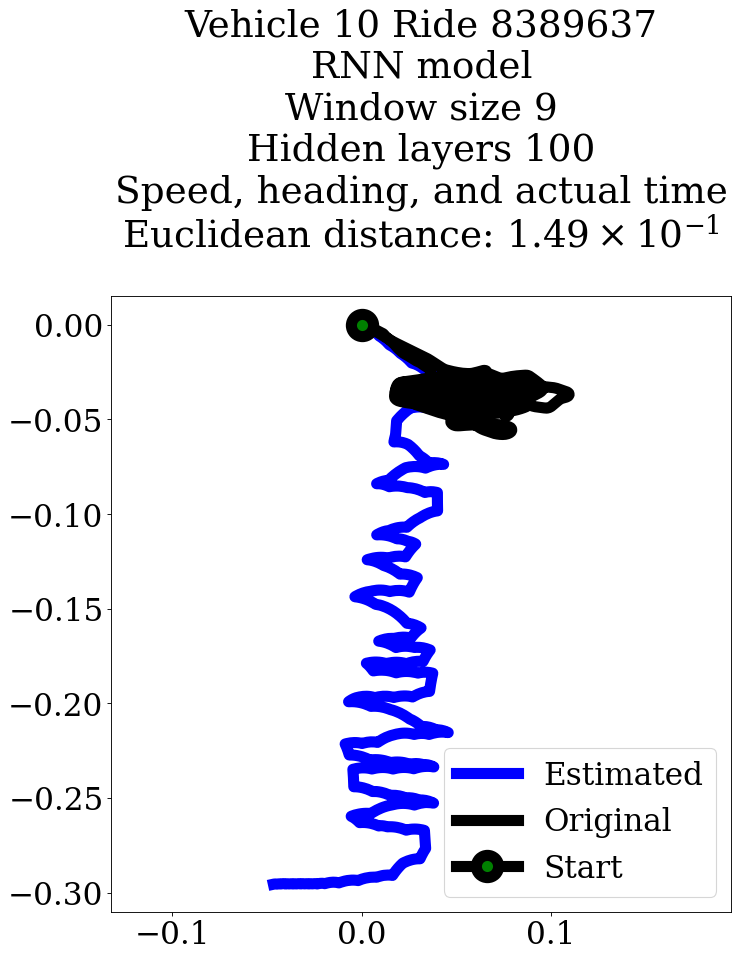 Vehicle 10 Ride 8389637
RNN model
Window size 9
Hidden layers 100
Speed, heading, and actual time
Euclidean distance: 1.49 × 10⁻¹
0.00
−0.05
−0.10
−0.15
−0.20
−0.25
−0.30
Estimated
Original
Start
−0.1
0.0
0.1